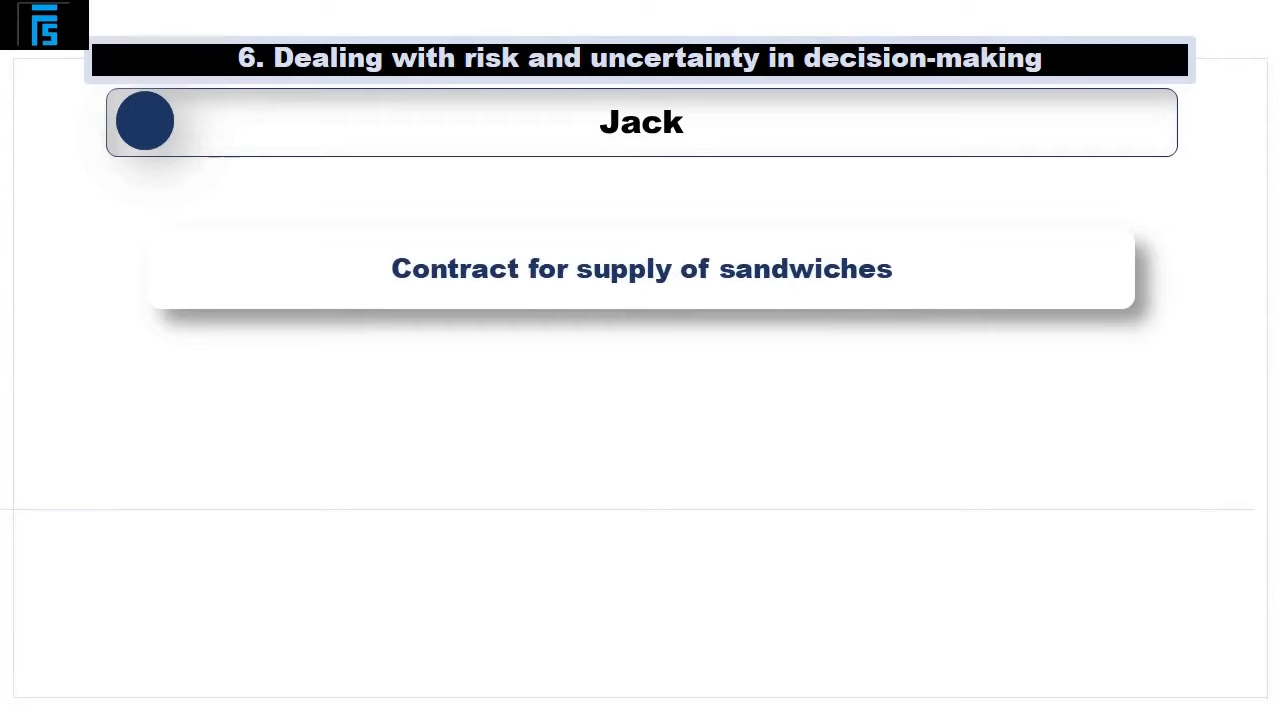 6. Dealing with risk and uncertainty in decision-making
Jack
Contract for supply of sandwiches